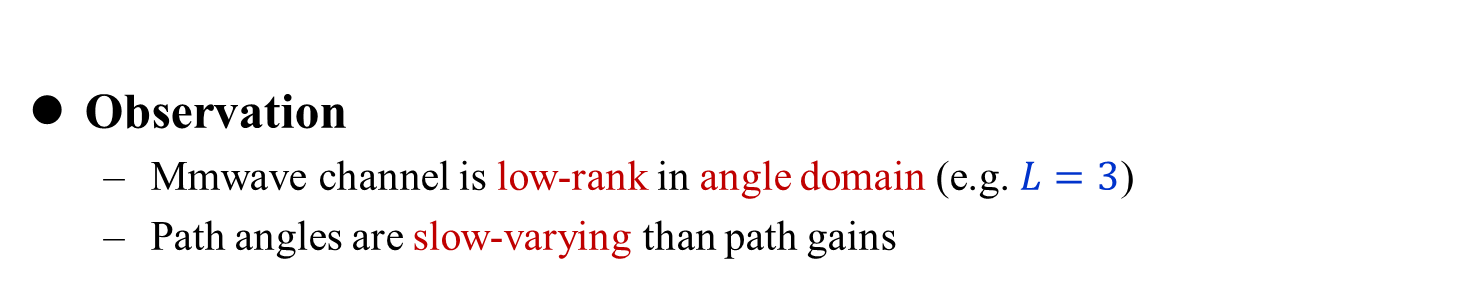 ● Observation
– Mmwave channel is low-rank in angle domain (e.g. L = 3)
– Path angles are slow-varying than path gains